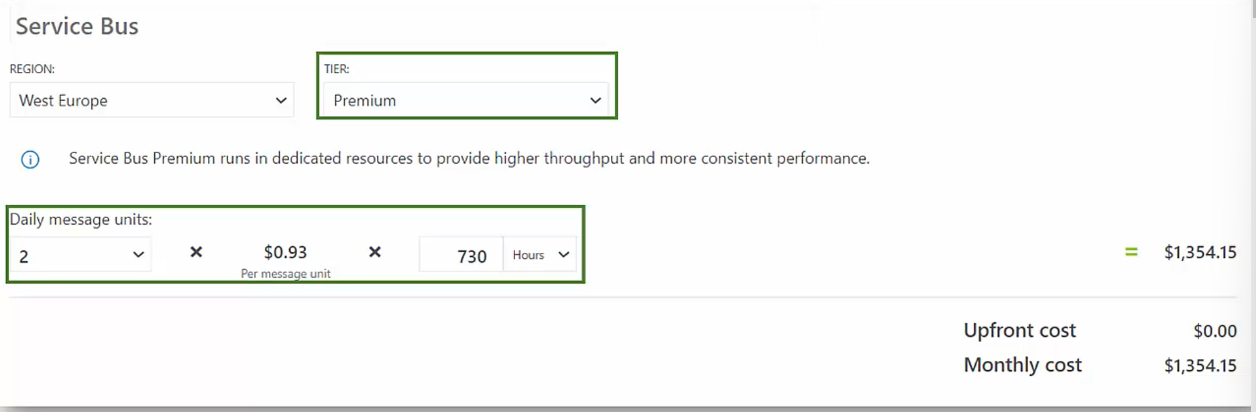 Service Bus
REGION:
TIER:
West Europe
Premium
Service Bus Premium runs in dedicated resources to provide higher throughput and more consistent performance.
Daily message units:
2 × $0.93 × 730 Hours = $1,354.15
Per message unit
Upfront cost $0.00
Monthly cost $1,354.15